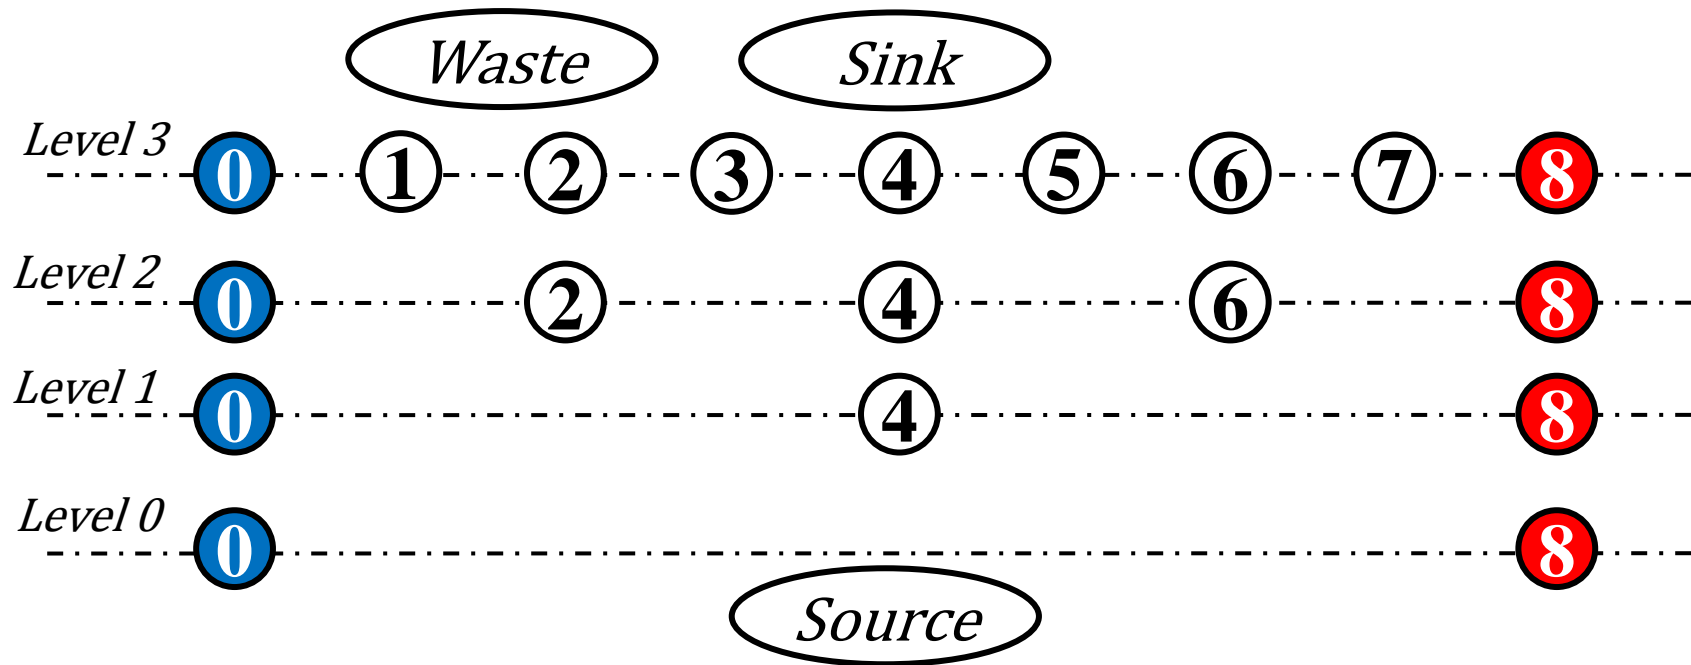 Waste Sink
Level 3 0 1 2 3 4 5 6 7 8
Level 2 0 2 4 6 8
Level 1 0 4 8
Level 0 0 8
Source